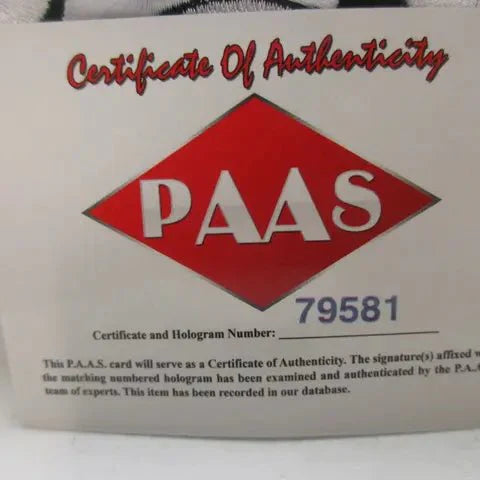 Certificate Of Authenticity
PAAS
79581
Certificate and Hologram Number:
This P.A.A.S. card will serve as a Certificate of Authenticity. The signature(s) affixed
the matching numbered hologram has been examined and authenticated by the
team of experts. This item has been recorded in our database.